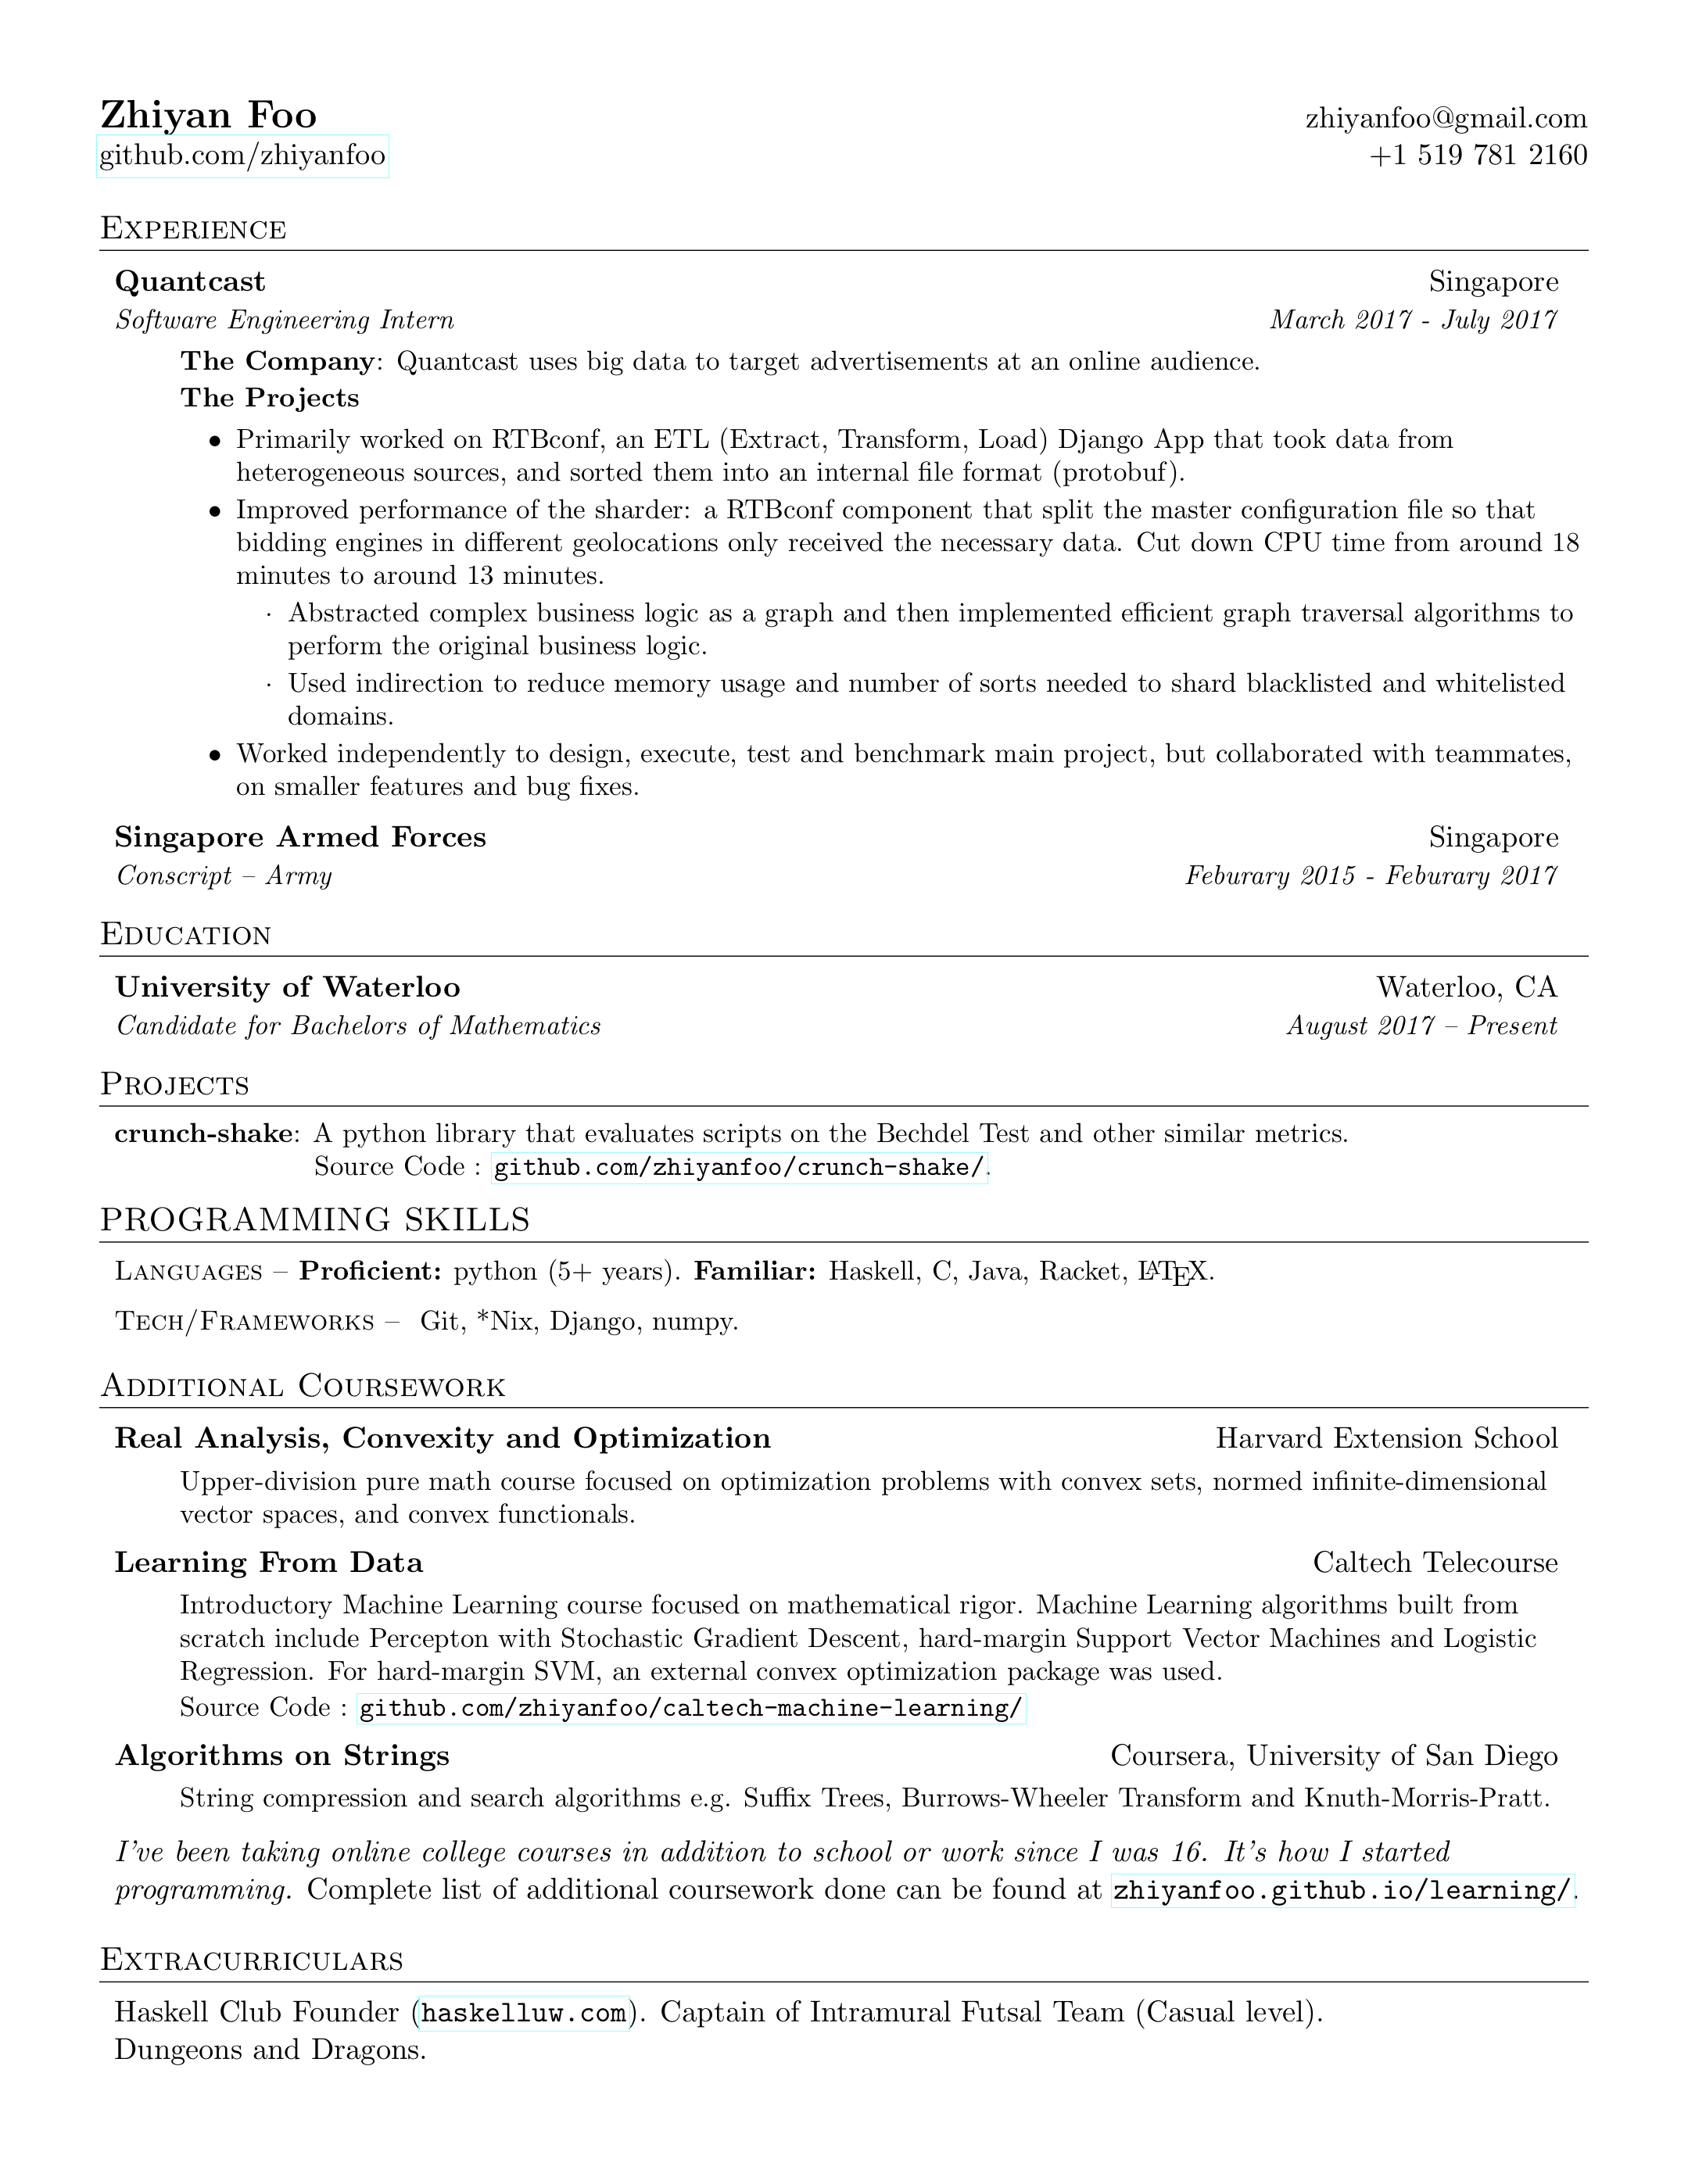 Zhiyan Foo
zhiyanfoo@gmail.com
github.com/zhiyanfoo
+1 519 781 2160
Experience
Quantcast
Singapore
Software Engineering Intern
March 2017 - July 2017
The Company: Quantcast uses big data to target advertisements at an online audience.
The Projects
• Primarily worked on RTBconf, an ETL (Extract, Transform, Load) Django App that took data from
heterogeneous sources, and sorted them into an internal file format (protobuf).
• Improved performance of the sharder: a RTBconf component that split the master configuration file so that
bidding engines in different geolocations only received the necessary data. Cut down CPU time from around 18
minutes to around 13 minutes.
· Abstracted complex business logic as a graph and then implemented efficient graph traversal algorithms to
perform the original business logic.
· Used indirection to reduce memory usage and number of sorts needed to shard blacklisted and whitelisted
domains.
• Worked independently to design, execute, test and benchmark main project, but collaborated with teammates,
on smaller features and bug fixes.
Singapore Armed Forces
Singapore
Conscript – Army
Feburary 2015 - Feburary 2017
Education
University of Waterloo
Waterloo, CA
Candidate for Bachelors of Mathematics
August 2017 – Present
Projects
crunch-shake: A python library that evaluates scripts on the Bechdel Test and other similar metrics.
Source Code : github.com/zhiyanfoo/crunch-shake/.
PROGRAMMING SKILLS
Languages – Proficient: python (5+ years). Familiar: Haskell, C, Java, Racket, LATEX.
Tech/Frameworks – Git, *Nix, Django, numpy.
Additional Coursework
Real Analysis, Convexity and Optimization
Harvard Extension School
Upper-division pure math course focused on optimization problems with convex sets, normed infinite-dimensional
vector spaces, and convex functionals.
Learning From Data
Caltech Telecourse
Introductory Machine Learning course focused on mathematical rigor. Machine Learning algorithms built from
scratch include Percepton with Stochastic Gradient Descent, hard-margin Support Vector Machines and Logistic
Regression. For hard-margin SVM, an external convex optimization package was used.
Source Code : github.com/zhiyanfoo/caltech-machine-learning/
Algorithms on Strings
Coursera, University of San Diego
String compression and search algorithms e.g. Suffix Trees, Burrows-Wheeler Transform and Knuth-Morris-Pratt.
I've been taking online college courses in addition to school or work since I was 16. It's how I started
programming. Complete list of additional coursework done can be found at zhiyanfoo.github.io/learning/.
Extracurriculars
Haskell Club Founder (haskelluw.com). Captain of Intramural Futsal Team (Casual level).
Dungeons and Dragons.